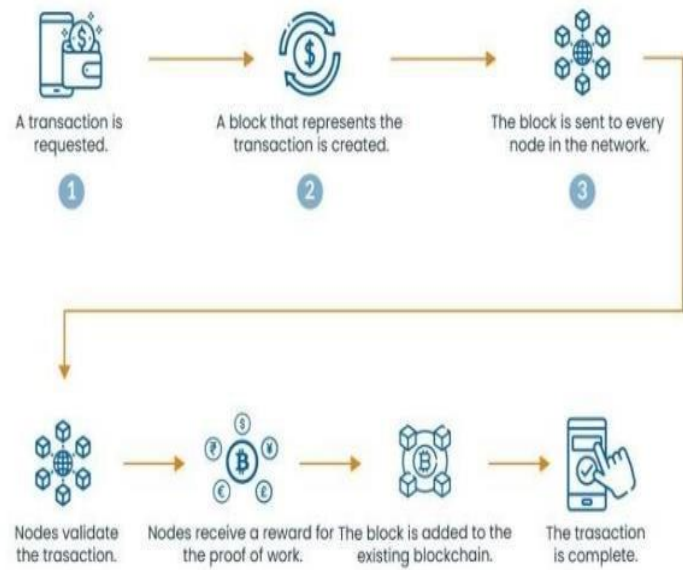 A transaction is
requested.
1
A block that represents the
transaction is created.
2
The block is sent to every
node in the network.
3
Nodes validate
the trasaction.
Nodes receive a reward for
the proof of work.
The block is added to the
existing blockchain.
The trasaction
is complete.